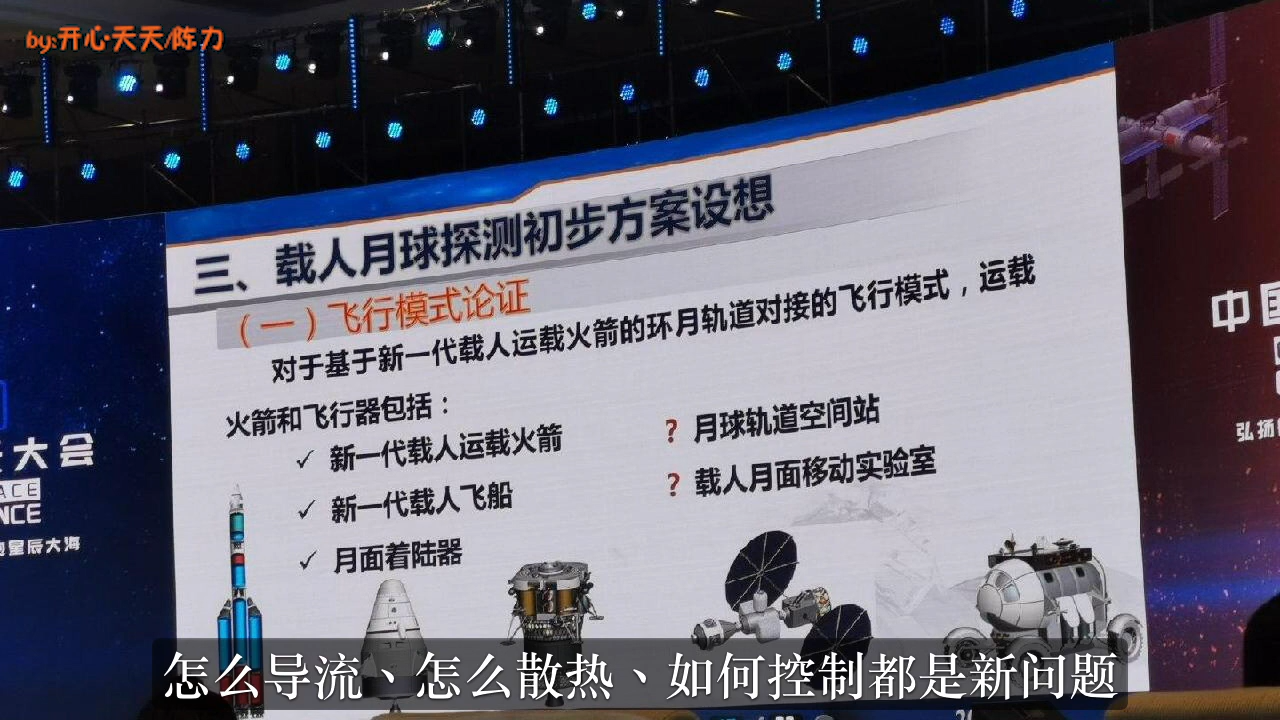 by:开心天天/陈力
三、载人月球探测初步方案设想
（一）飞行模式论证
对于基于新一代载人运载火箭的环月轨道对接的飞行模式，运载
火箭和飞行器包括：
✓ 新一代载人运载火箭
✓ 新一代载人飞船
✓ 月面着陆器
? 月球轨道空间站
? 载人月面移动实验室
大会
ACE
NCE
星辰大海
中国
弘扬
怎么导流、怎么散热、如何控制都是新问题